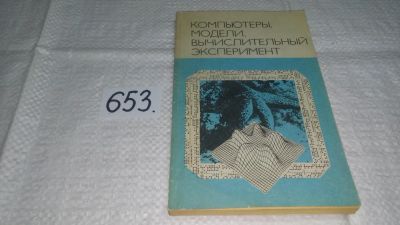 КОМПЬЮТЕРЫ,
МОДЕЛИ,
ВЫЧИСЛИТЕЛЬНЫЙ
ЭКСПЕРИМЕНТ
653.